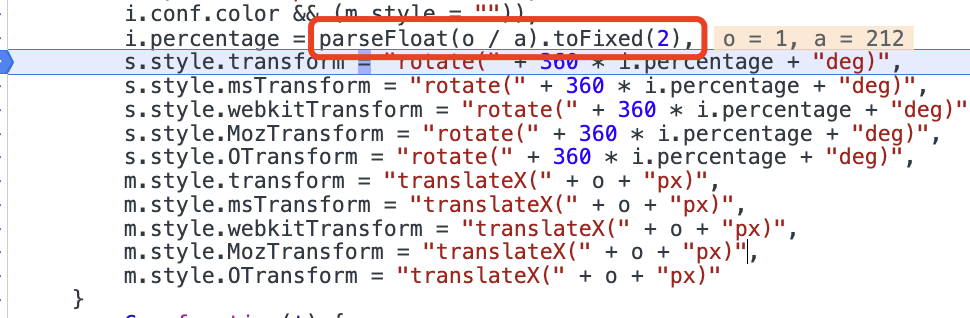 i.conf.color && (m.style = "")),
i.percentage = parseFloat(o / a).toFixed(2), o = 1, a = 212
s.style.transform = "rotate(" + 360 * i.percentage + "deg)",
s.style.msTransform = "rotate(" + 360 * i.percentage + "deg)",
s.style.webkitTransform = "rotate(" + 360 * i.percentage + "deg)"
s.style.MozTransform = "rotate(" + 360 * i.percentage + "deg)",
s.style.OTransform = "rotate(" + 360 * i.percentage + "deg)",
m.style.transform = "translateX(" + o + "px)",
m.style.msTransform = "translateX(" + o + "px)",
m.style.webkitTransform = "translateX(" + o + "px)",
m.style.MozTransform = "translateX(" + o + "px)",
m.style.OTransform = "translateX(" + o + "px)"
}